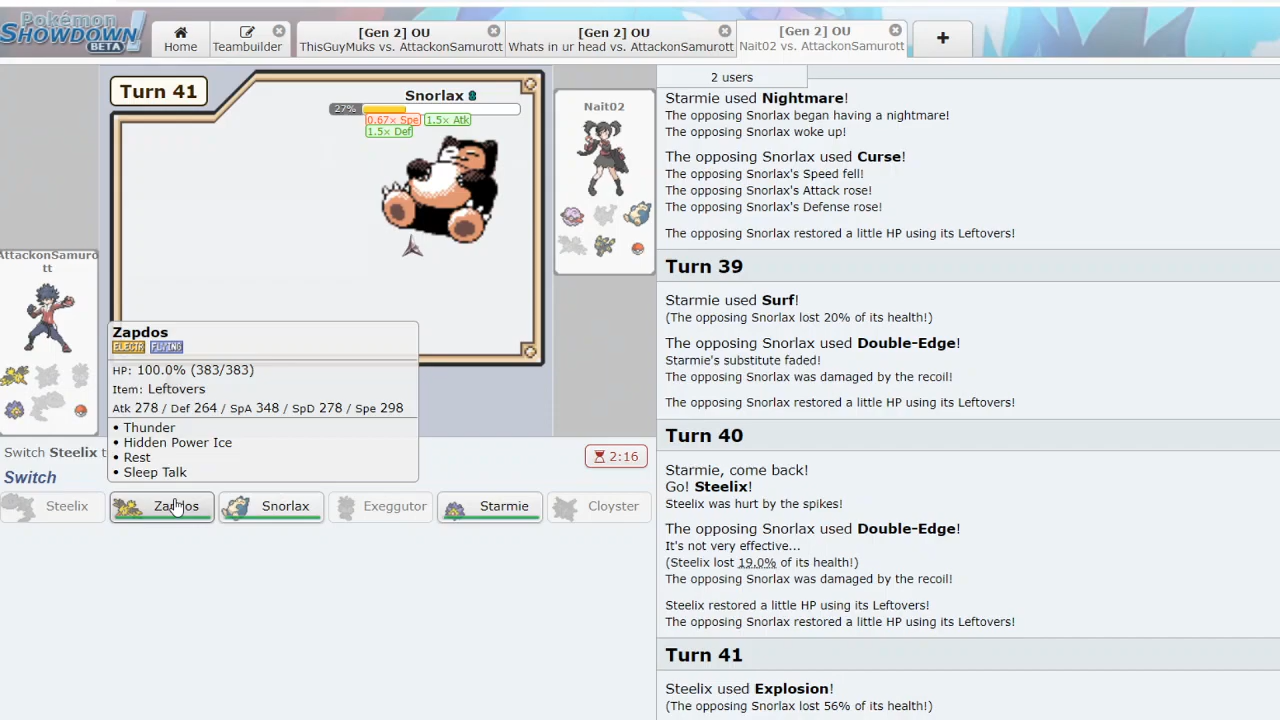 Pokémon
SHOWDOWN
BETA
Home
Teambuilder
[Gen 2] OU
ThisGuyMuks vs. AttackonSamurott
[Gen 2] OU
Whats in ur head vs. AttackonSamurott
[Gen 2] OU
Nait02 vs. AttackonSamurott
+
Turn 41
Snorlax
27%
0.67× Spe 1.5× Atk
1.5× Def
Nait02
AttackonSamuro
tt
Zapdos
ELECTR FLYING
HP: 100.0% (383/383)
Item: Leftovers
Atk 278 / Def 264 / SpA 348 / SpD 278 / Spe 298
• Thunder
• Hidden Power Ice
• Rest
• Sleep Talk
Switch Steelix t
2:16
Switch
Steelix
Zapdos
Snorlax
Exeggutor
Starmie
Cloyster
2 users
Starmie used Nightmare!
The opposing Snorlax began having a nightmare!
The opposing Snorlax woke up!
The opposing Snorlax used Curse!
The opposing Snorlax's Speed fell!
The opposing Snorlax's Attack rose!
The opposing Snorlax's Defense rose!
The opposing Snorlax restored a little HP using its Leftovers!
Turn 39
Starmie used Surf!
(The opposing Snorlax lost 20% of its health!)
The opposing Snorlax used Double-Edge!
Starmie's substitute faded!
The opposing Snorlax was damaged by the recoil!
The opposing Snorlax restored a little HP using its Leftovers!
Turn 40
Starmie, come back!
Go! Steelix!
Steelix was hurt by the spikes!
The opposing Snorlax used Double-Edge!
It's not very effective...
(Steelix lost 19.0% of its health!)
The opposing Snorlax was damaged by the recoil!
Steelix restored a little HP using its Leftovers!
The opposing Snorlax restored a little HP using its Leftovers!
Turn 41
Steelix used Explosion!
(The opposing Snorlax lost 56% of its health!)